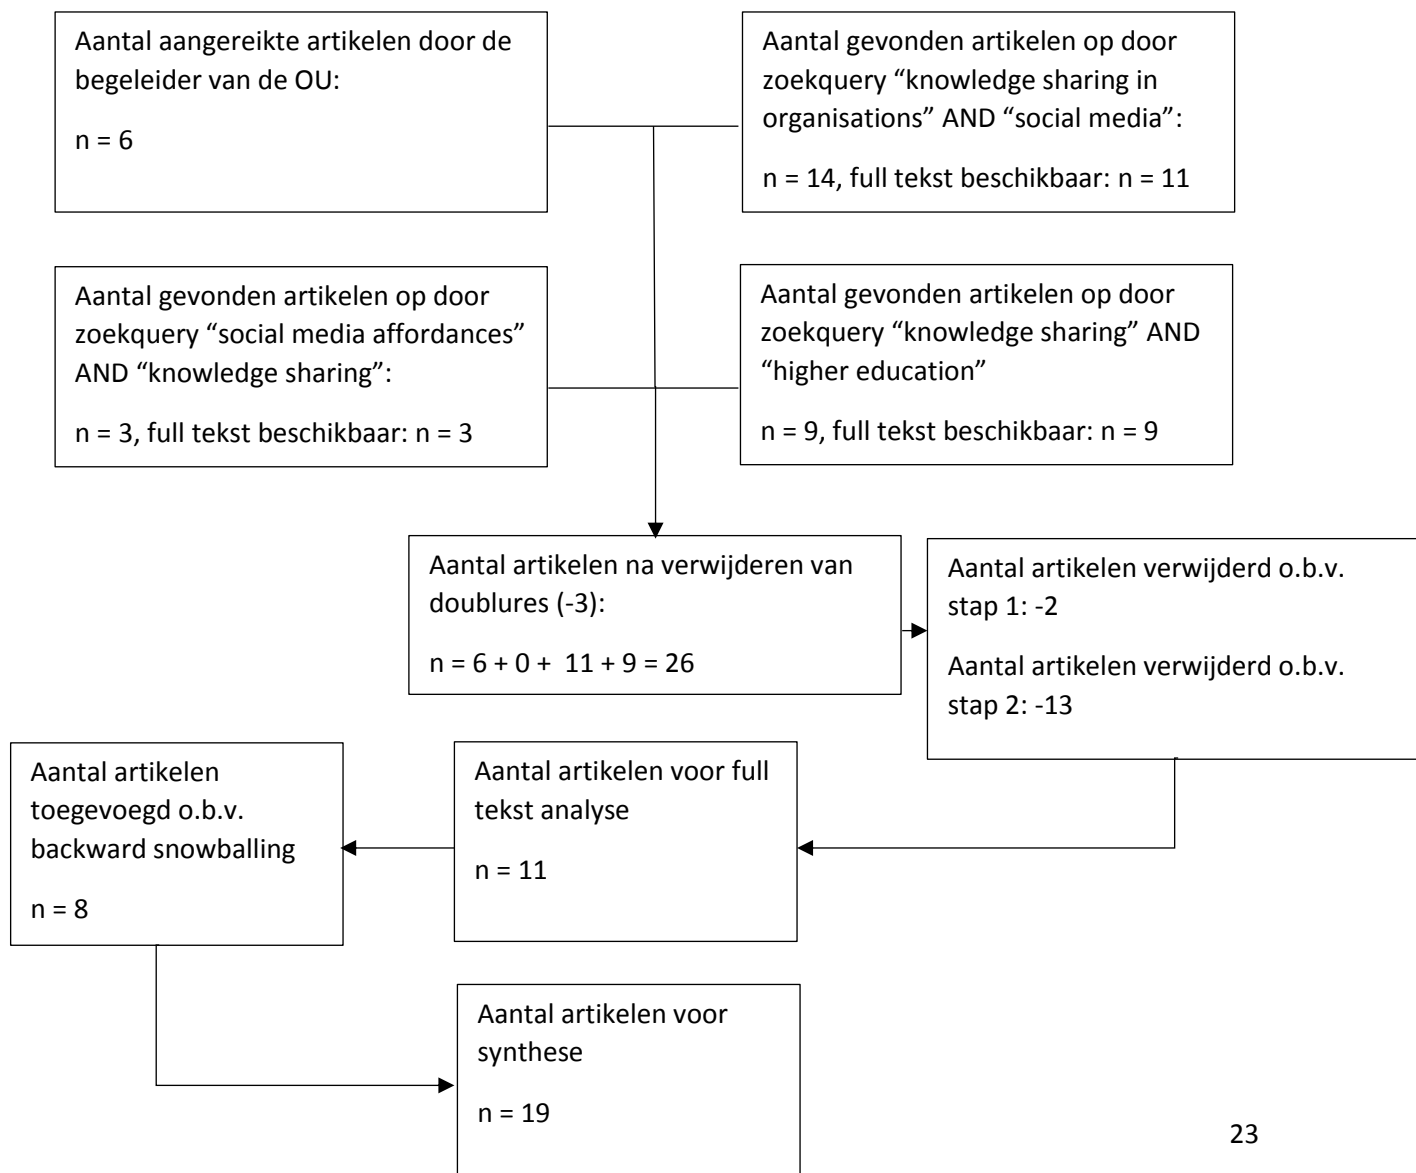 Aantal aangereikte artikelen door de
begeleider van de OU:
n = 6
Aantal gevonden artikelen op door
zoekquery “knowledge sharing in
organisations” AND “social media”:
n = 14, full tekst beschikbaar: n = 11
Aantal gevonden artikelen op door
zoekquery “social media affordances”
AND “knowledge sharing”:
n = 3, full tekst beschikbaar: n = 3
Aantal gevonden artikelen op door
zoekquery “knowledge sharing” AND
“higher education”
n = 9, full tekst beschikbaar: n = 9
Aantal artikelen na verwijderen van
doublures (-3):
n = 6 + 0 +  11 + 9 = 26
Aantal artikelen verwijderd o.b.v.
stap 1: -2
Aantal artikelen verwijderd o.b.v.
stap 2: -13
Aantal artikelen voor full
tekst analyse
n = 11
Aantal artikelen
toegevoegd o.b.v.
backward snowballing
n = 8
Aantal artikelen voor
synthese
n = 19
23